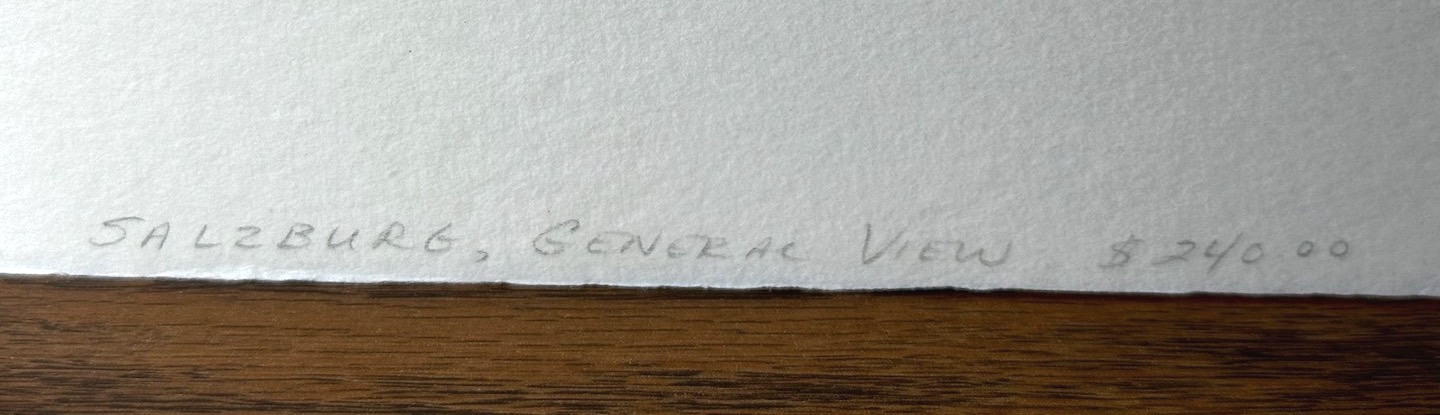 SALZBURG, GENERAL VIEW $240.00